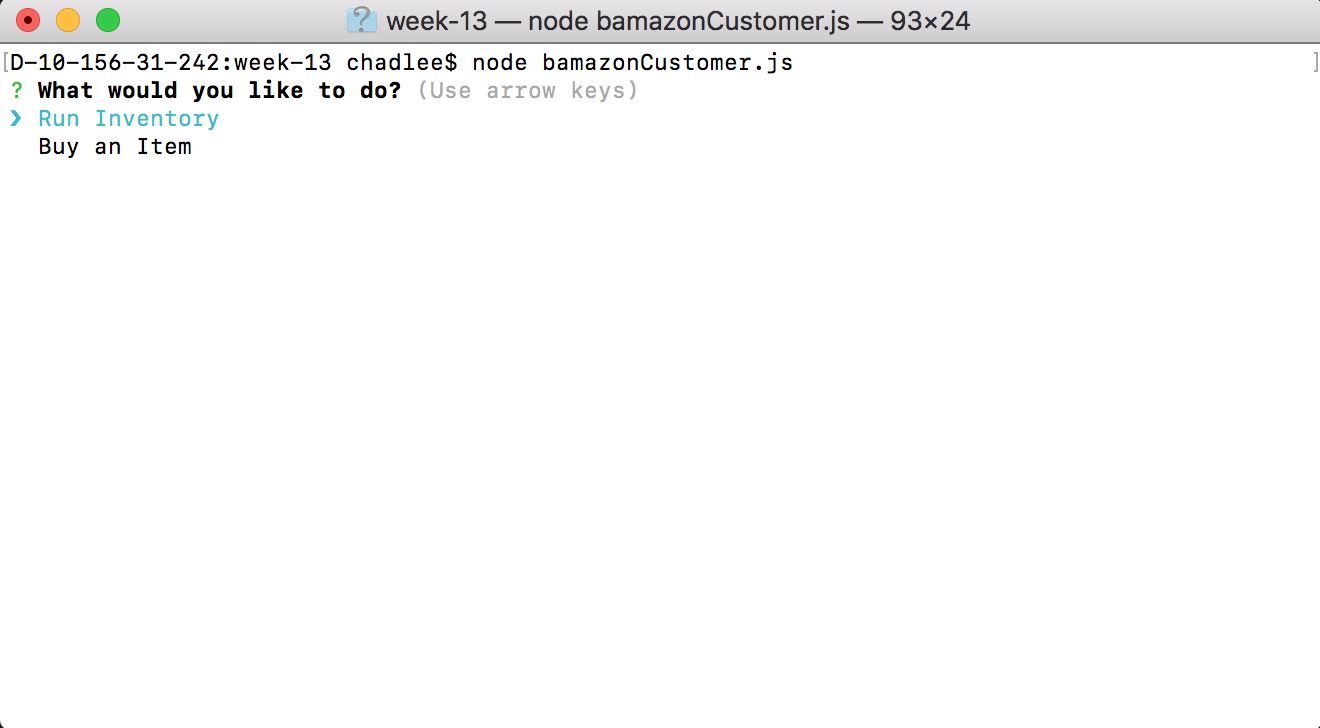 week-13 — node bamazonCustomer.js — 93×24
[D-10-156-31-242:week-13 chadlee$ node bamazonCustomer.js ]
? What would you like to do? (Use arrow keys)
❯ Run Inventory
Buy an Item